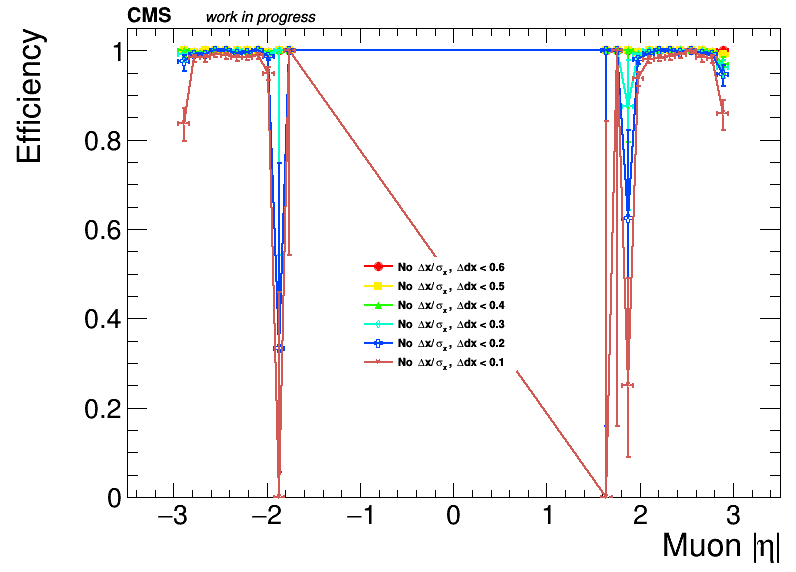 CMS work in progress
Efficiency
1
0.8
0.6
0.4
0.2
0
No Δx/σx, Δdx < 0.6
No Δx/σx, Δdx < 0.5
No Δx/σx, Δdx < 0.4
No Δx/σx, Δdx < 0.3
No Δx/σx, Δdx < 0.2
No Δx/σx, Δdx < 0.1
−3 −2 −1 0 1 2 3
Muon |η|